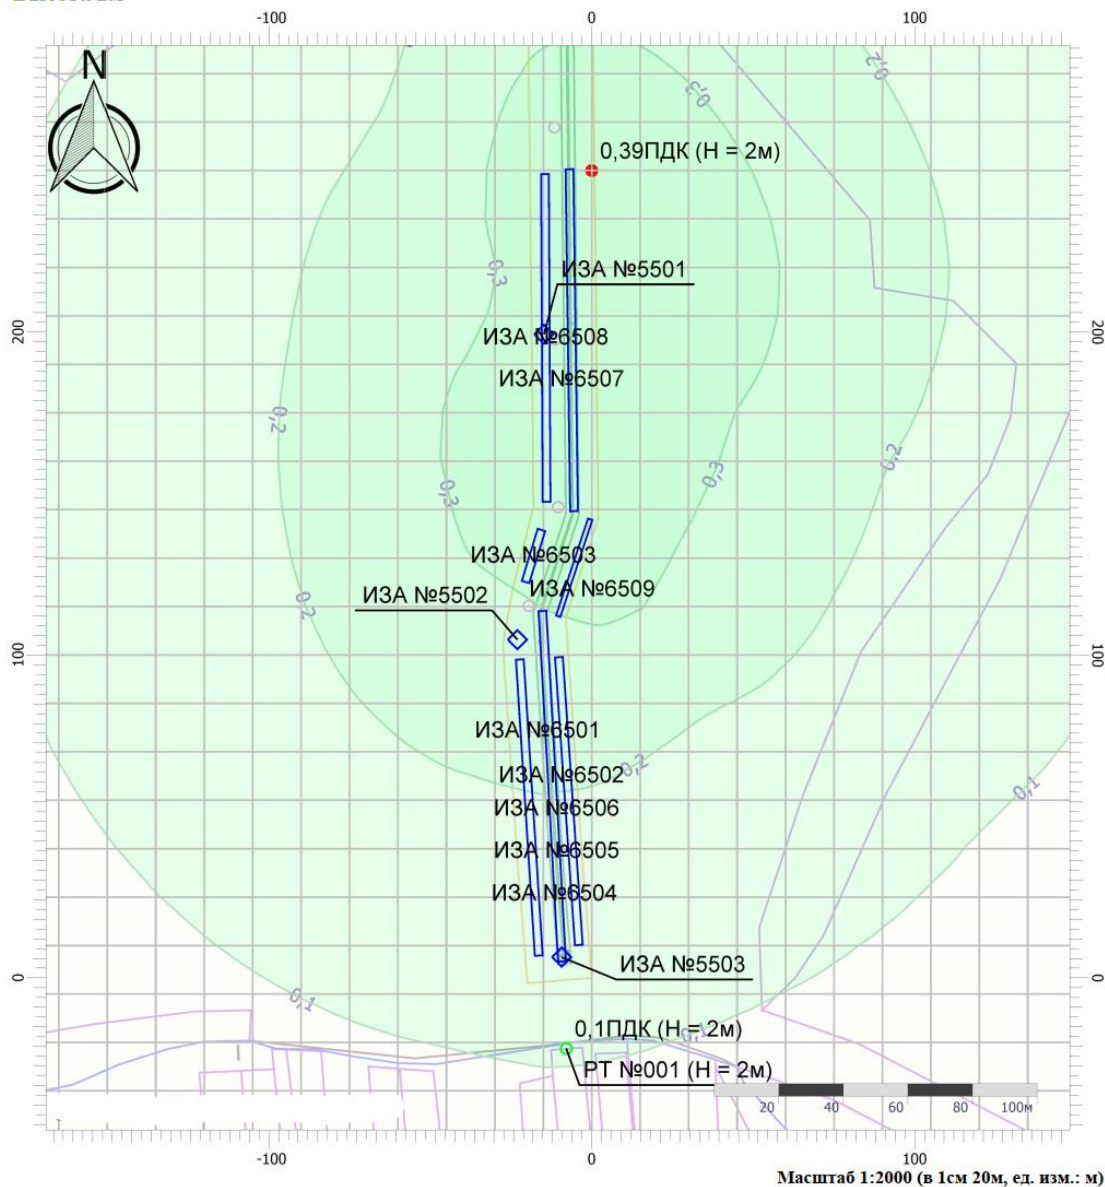 -100 0 100
N
0,2
0,3
0,39ПДК (Н = 2м)
ИЗА №5501
0,3
200 200
ИЗА №6508
ИЗА №6507
0,2
0,2
0,3
0,3
ИЗА №6503
ИЗА №6509
ИЗА №5502
0,2
100 100
ИЗА №6501
0,2
ИЗА №6502
0,1
ИЗА №6506
ИЗА №6505
ИЗА №6504
ИЗА №5503
0 0
0,1
0,1ПДК (Н = 2м)
0,1
РТ №001 (Н = 2м)
20 40 60 80 100м
-100 0 100
Масштаб 1:2000 (в 1см 20м, ед. изм.: м)